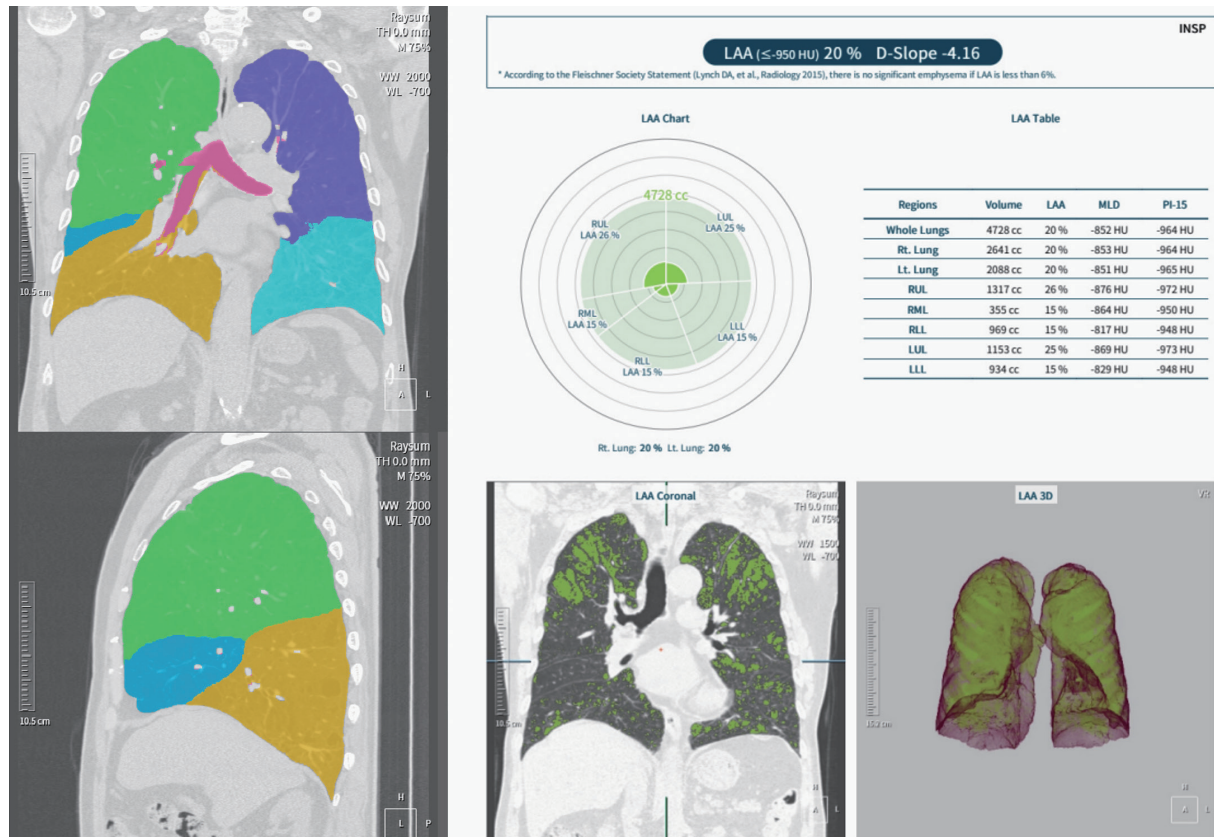 Raysum
TH 0.0 mm
M 75%
WW 2000
WL -700
10.5 cm
H
A
L
Raysum
TH 0.0 mm
M 75%
WW 2000
WL -700
10.5 cm
H
L
P
INSP
LAA (≤-950 HU) 20 % D-Slope -4.16
* According to the Fleischner Society Statement (Lynch DA, et al., Radiology 2015), there is no significant emphysema if LAA is less than 6%.
LAA Chart
4728 cc
RUL
LAA 26 %
LUL
LAA 25 %
RML
LAA 15 %
LLL
LAA 15 %
RLL
LAA 15 %
Rt. Lung: 20 % Lt. Lung: 20 %
LAA Table
Regions Volume LAA MLD PI-15
Whole Lungs 4728 cc 20 % -852 HU -964 HU
Rt. Lung 2641 cc 20 % -853 HU -964 HU
Lt. Lung 2088 cc 20 % -851 HU -965 HU
RUL 1317 cc 26 % -876 HU -972 HU
RML 355 cc 15 % -864 HU -950 HU
RLL 969 cc 15 % -817 HU -948 HU
LUL 1153 cc 25 % -869 HU -973 HU
LLL 934 cc 15 % -829 HU -948 HU
LAA Coronal
Raysum
TH 0.0 mm
M 75%
WW 1500
WL -700
10.5 cm
H
A
L
LAA 3D
VR
H
A
L